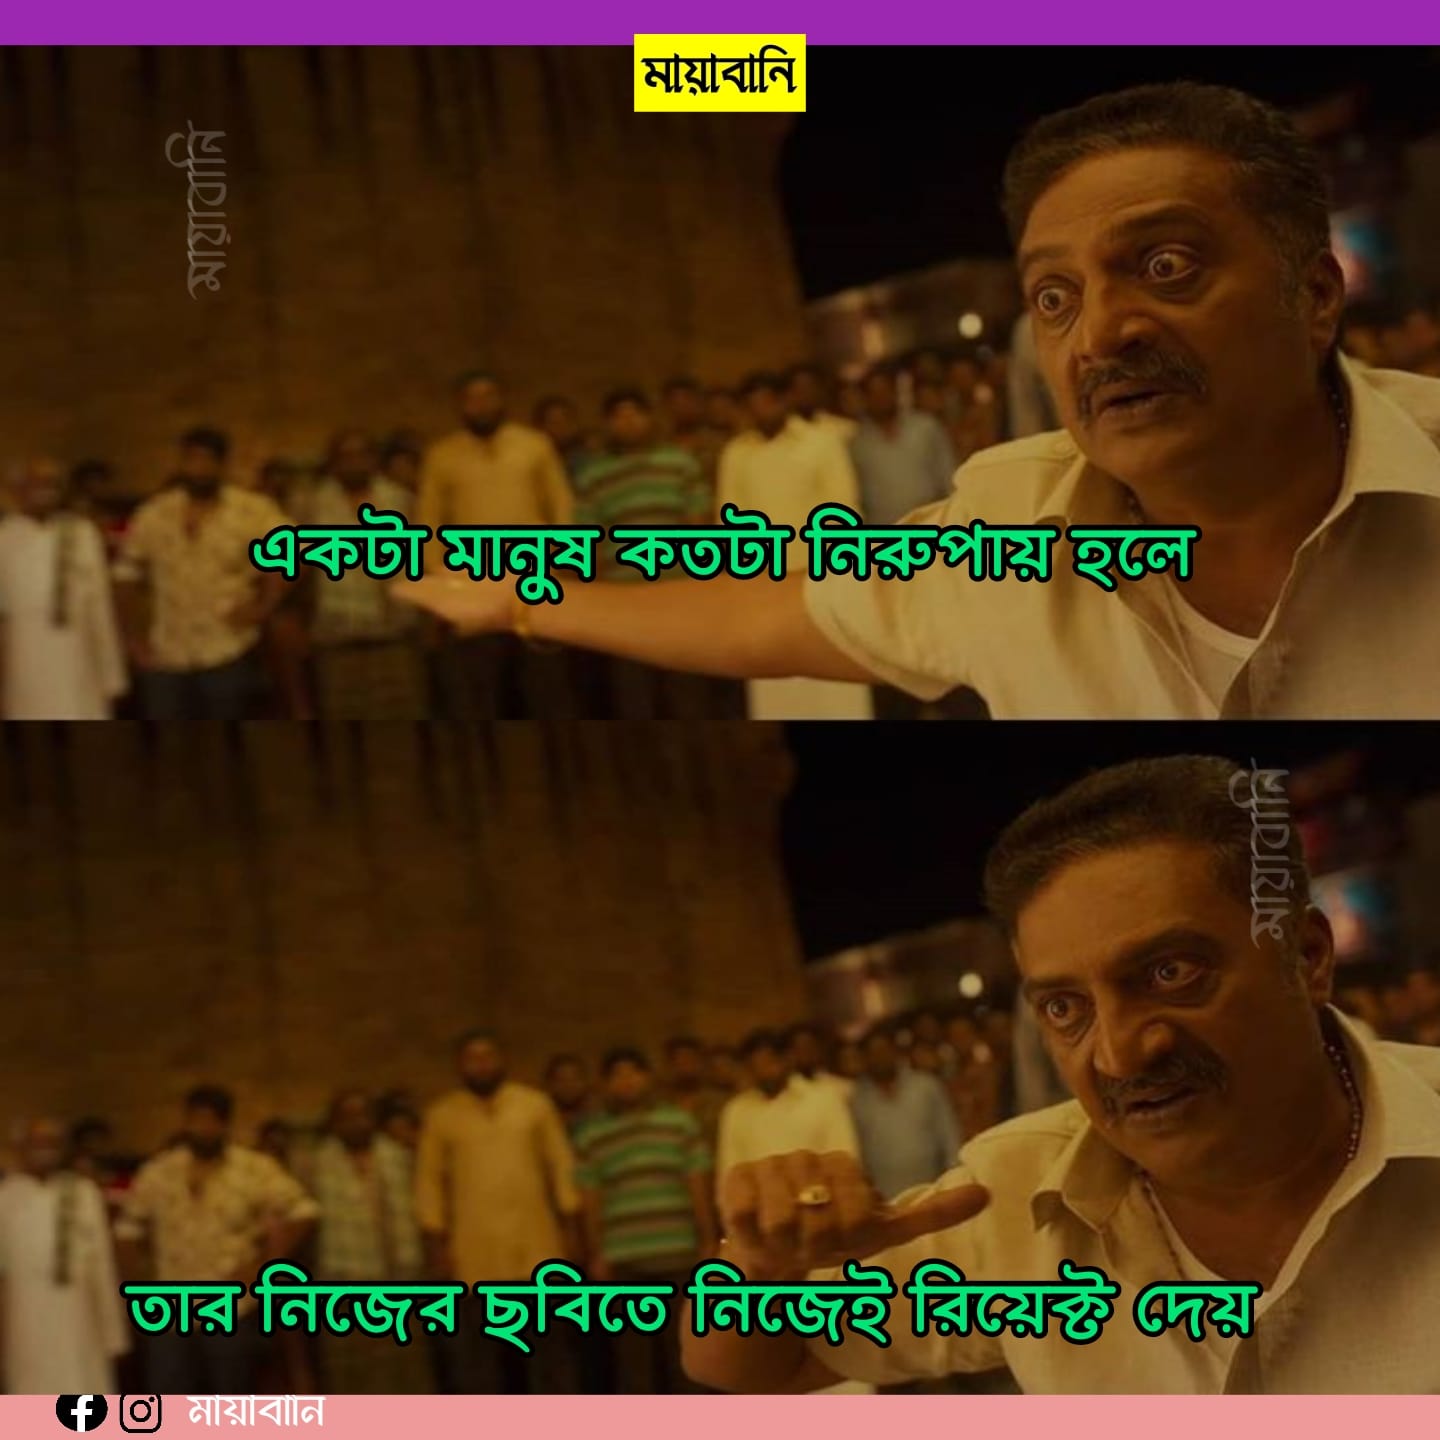 মায়াবানি
মায়াবানি
একটা মানুষ কতটা নিরুপায় হলে
মায়াবানি
তার নিজের ছবিতে নিজেই রিয়েক্ট দেয়
মায়াবানি